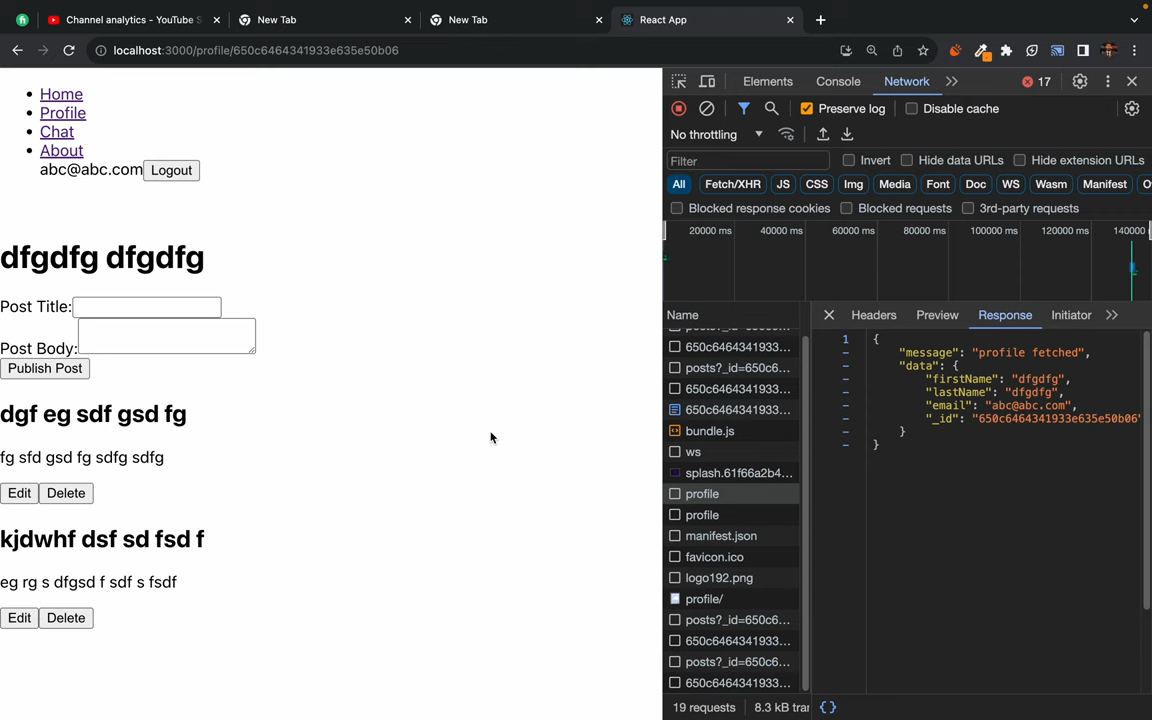 Channel analytics - YouTube S
New Tab
New Tab
React App
localhost:3000/profile/650c6464341933e635e50b06
Home
Profile
Chat
About
abc@abc.com Logout
dfgdfg dfgdfg
Post Title:
Post Body:
Publish Post
dgf eg sdf gsd fg
fg sfd gsd fg sdfg sdfg
Edit Delete
kjdwhf dsf sd fsd f
eg rg s dfgsd f sdf s fsdf
Edit Delete
Elements Console Network 17
Preserve log Disable cache
No throttling
Filter Invert Hide data URLs Hide extension URLs
All Fetch/XHR JS CSS Img Media Font Doc WS Wasm Manifest O
Blocked response cookies Blocked requests 3rd-party requests
20000 ms 40000 ms 60000 ms 80000 ms 100000 ms 120000 ms 140000
Name
posts?_id=650c6...
650c6464341933...
posts?_id=650c6...
650c6464341933...
650c6464341933...
bundle.js
ws
splash.61f66a2b4...
profile
profile
manifest.json
favicon.ico
logo192.png
profile/
posts?_id=650c6...
650c6464341933...
posts?_id=650c6...
650c6464341933...
19 requests 8.3 kB tra
Headers Preview Response Initiator
1 {
"message": "profile fetched",
"data": {
"firstName": "dfgdfg",
"lastName": "dfgdfg",
"email": "abc@abc.com",
"_id": "650c6464341933e635e50b06"
}
}
{}